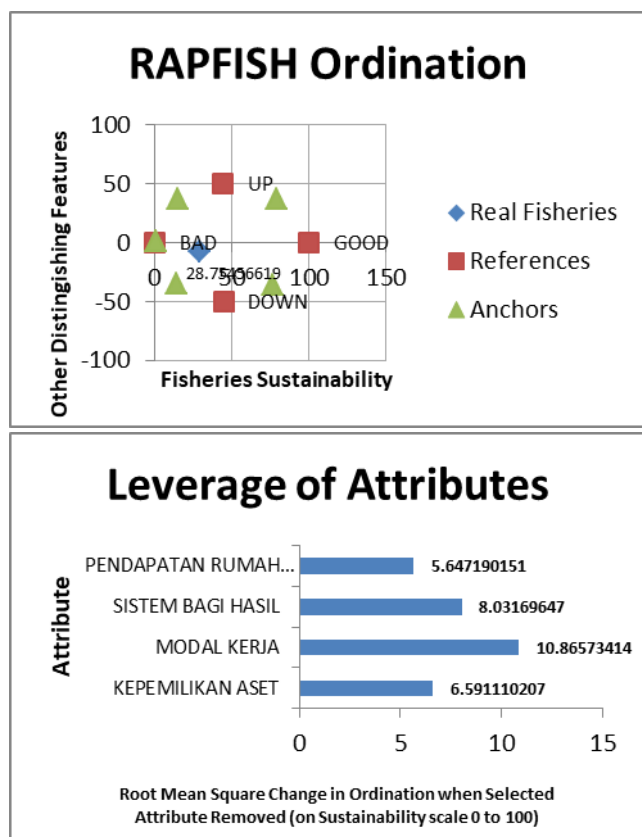 RAPFISH Ordination
Other Distingishing Features
100
50
0
-50
-100
UP
BAD
GOOD
DOWN
0
50
100
150
Fisheries Sustainability
Real Fisheries
References
Anchors
Leverage of Attributes
Attribute
PENDAPATAN RUMAH...
5.647190151
SISTEM BAGI HASIL
8.03169647
MODAL KERJA
10.86573414
KEPEMILIKAN ASET
6.591110207
0
5
10
15
Root Mean Square Change in Ordination when Selected
Attribute Removed (on Sustainability scale 0 to 100)